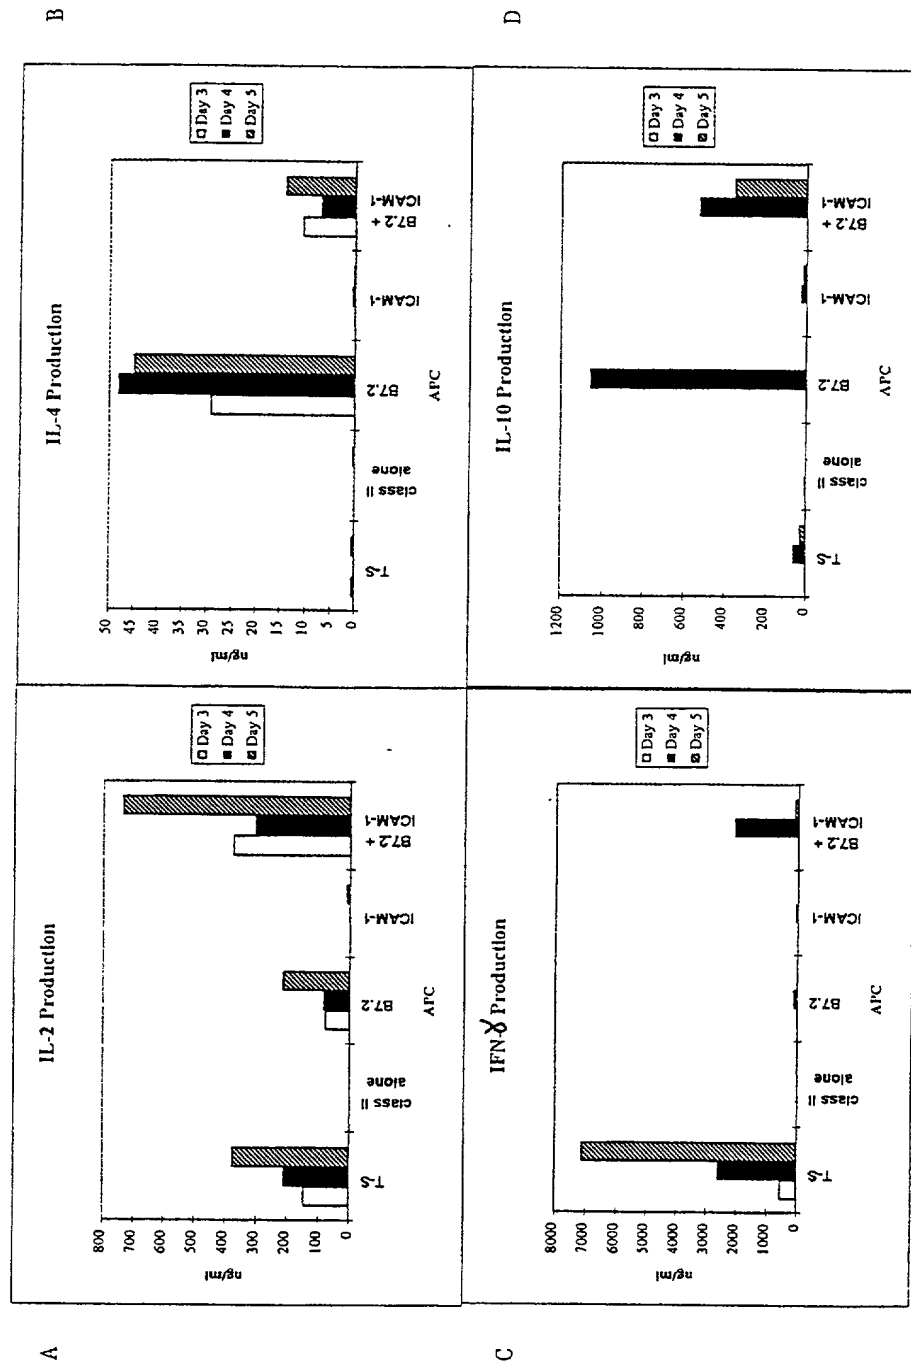 A
IL-2 Production
ng/ml
800
700
600
500
400
300
200
100
0
T-S
class II
alone
B7.2
ICAM-1
B7.2 +
ICAM-1
APC
Day 3
Day 4
Day 5
B
IL-4 Production
ng/ml
50
45
40
35
30
25
20
15
10
5
0
T-S
class II
alone
B7.2
ICAM-1
B7.2 +
ICAM-1
APC
Day 3
Day 4
Day 5
C
IFN-γ Production
ng/ml
8000
7000
6000
5000
4000
3000
2000
1000
0
T-S
class II
alone
B7.2
ICAM-1
B7.2 +
ICAM-1
APC
Day 3
Day 4
Day 5
D
IL-10 Production
ng/ml
1200
1000
800
600
400
200
0
T-S
class II
alone
B7.2
ICAM-1
B7.2 +
ICAM-1
APC
Day 3
Day 4
Day 5